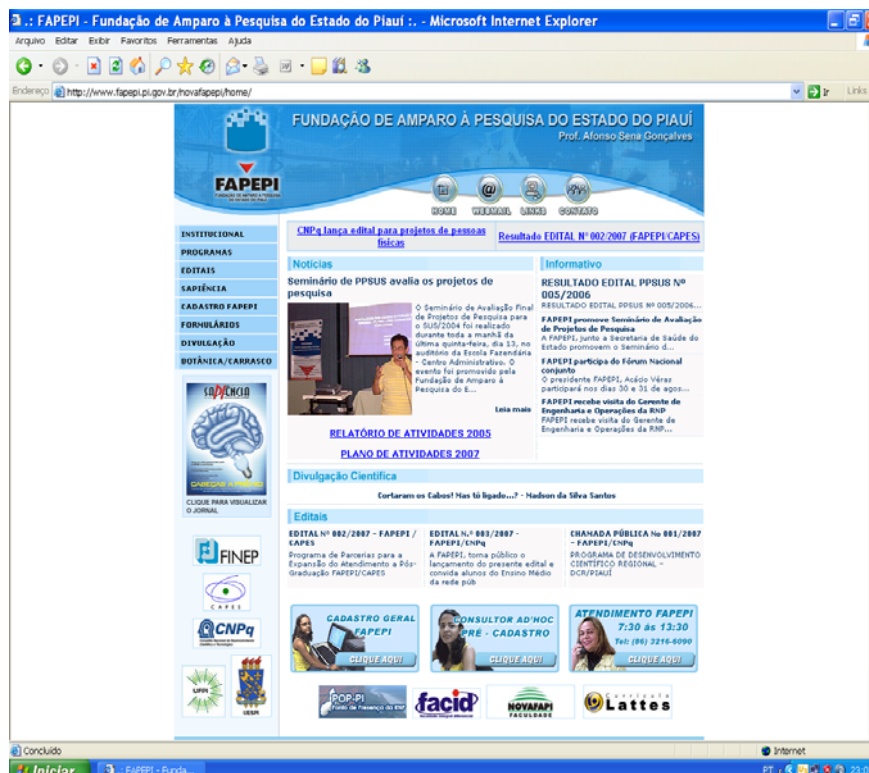 .: FAPEPI - Fundação de Amparo à Pesquisa do Estado do Piauí :. - Microsoft Internet Explorer
Arquivo Editar Exibir Favoritos Ferramentas Ajuda
Endereço http://www.fapepi.pi.gov.br/novafapepi/home/ Ir Links
FUNDAÇÃO DE AMPARO À PESQUISA DO ESTADO DO PIAUÍ
Prof. Afonso Sena Gonçalves
FAPEPI
HOME WEBMAIL LINKS CONTATO
INSTITUCIONAL
PROGRAMAS
EDITAIS
SAPIÊNCIA
CADASTRO FAPEPI
FORMULÁRIOS
DIVULGAÇÃO
BOTÂNICA/CARRASCO
SAPIÊNCIA
CLIQUE PARA VISUALIZAR
O JORNAL
FINEP
CAPES
CNPq
UFPI
UESPI
CNPq lança edital para projetos de pessoas
físicas
Resultado EDITAL Nº 002/2007 (FAPEPI/CAPES)
Notícias
Seminário de PPSUS avalia os projetos de
pesquisa
O Seminário de Avaliação Final
de Projetos de Pesquisa para
o SUS/2004 foi realizado
durante toda a manhã da
última quinta-feira, dia 13, no
auditório da Escola Fazendária
- Centro Administrativo. O
evento foi promovido pela
Fundação de Amparo à
Pesquisa do E...
Leia mais
RELATÓRIO DE ATIVIDADES 2005
PLANO DE ATIVIDADES 2007
Informativo
RESULTADO EDITAL PPSUS Nº
005/2006
RESULTADO EDITAL PPSUS Nº 005/2006...
FAPEPI promove Seminário de Avaliação
de Projetos de Pesquisa
A FAPEPI, junto a Secretaria de Saúde do
Estado promovem o Seminário d...
FAPEPI participa do Fórum Nacional
conjunto
O presidente FAPEPI, Acácio Véras
participará nos dias 30 e 31 de agos...
FAPEPI recebe visita do Gerente de
Engenharia e Operações da RNP
FAPEPI recebe visita do Gerente de
Engenharia e Operações da RNP...
Divulgação Científica
Cortaram os Cabos! Mas tô ligado...? - Madson da Silva Santos
Editais
EDITAL Nº 002/2007 - FAPEPI /
CAPES
Programa de Parcerias para a
Expansão do Atendimento a Pós-
Graduação FAPEPI/CAPES
EDITAL N.º 003/2007 -
FAPEPI/CNPq
A FAPEPI, torna público o
lançamento do presente edital e
convida alunos do Ensino Médio
da rede púb
CHAMADA PÚBLICA No 001/2007
- FAPEPI/CNPq
PROGRAMA DE DESENVOLVIMENTO
CIENTÍFICO REGIONAL –
DCR/PIAUÍ
CADASTRO GERAL
FAPEPI
CLIQUE AQUI
CONSULTOR AD'HOC
PRÉ - CADASTRO
CLIQUE AQUI
ATENDIMENTO FAPEPI
7:30 ás 13:30
Tel: (86) 3216-6090
CLIQUE AQUI
POP-PI
Ponto de Presença da RNP
facid
NOVAFAPI
FACULDADE
Currículo
Lattes
Concluído Internet
Iniciar .: FAPEPI - Funda... PT